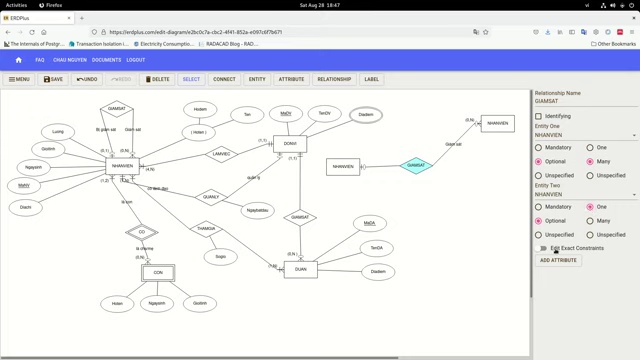 Activities
Firefox
Sat Aug 28 18:47
vi
ERDPlus
https://erdplus.com/edit-diagram/e2bc0c7a-cbc2-4f41-852a-e097c6f7b671
The Internals of Postgr...
Transaction isolation i...
Electricity Consumptio...
RADACAD Blog - RAD...
Other Bookmarks
FAQ
CHAU NGUYEN
DOCUMENTS
LOGOUT
MENU
SAVE
UNDO
REDO
DELETE
SELECT
CONNECT
ENTITY
ATTRIBUTE
RELATIONSHIP
LABEL
GIAMSAT
Bi giam sat
Giam sat
Luong
Gioitinh
Ngaysinh
MaNV
Diachi
(0,1)
(0,N)
NHANVIEN
(4,N)
(1,2)
(1,N)
Hodem
Ten
( Hoten )
LAMVIEC
(1,1)
MaDV
TenDV
Diadiem
DONVI
(1,1)
quan ly
co lanh dao
QUANLY
Ngaybatdau
la con
CO
la cha/me
(0,N)
CON
Hoten
Ngaysinh
Gioitinh
THAMGIA
Sogio
GIAMSAT
(0,N)
(1,N)
DUAN
MaDA
TenDA
Diadiem
NHANVIEN
GIAMSAT
Giam sat
(0,N)
NHANVIEN
Relationship Name
GIAMSAT
Identifying
Entity One
NHANVIEN
Mandatory
One
Optional
Many
Unspecified
Unspecified
Entity Two
NHANVIEN
Mandatory
One
Optional
Many
Unspecified
Unspecified
Edit Exact Constraints
ADD ATTRIBUTE